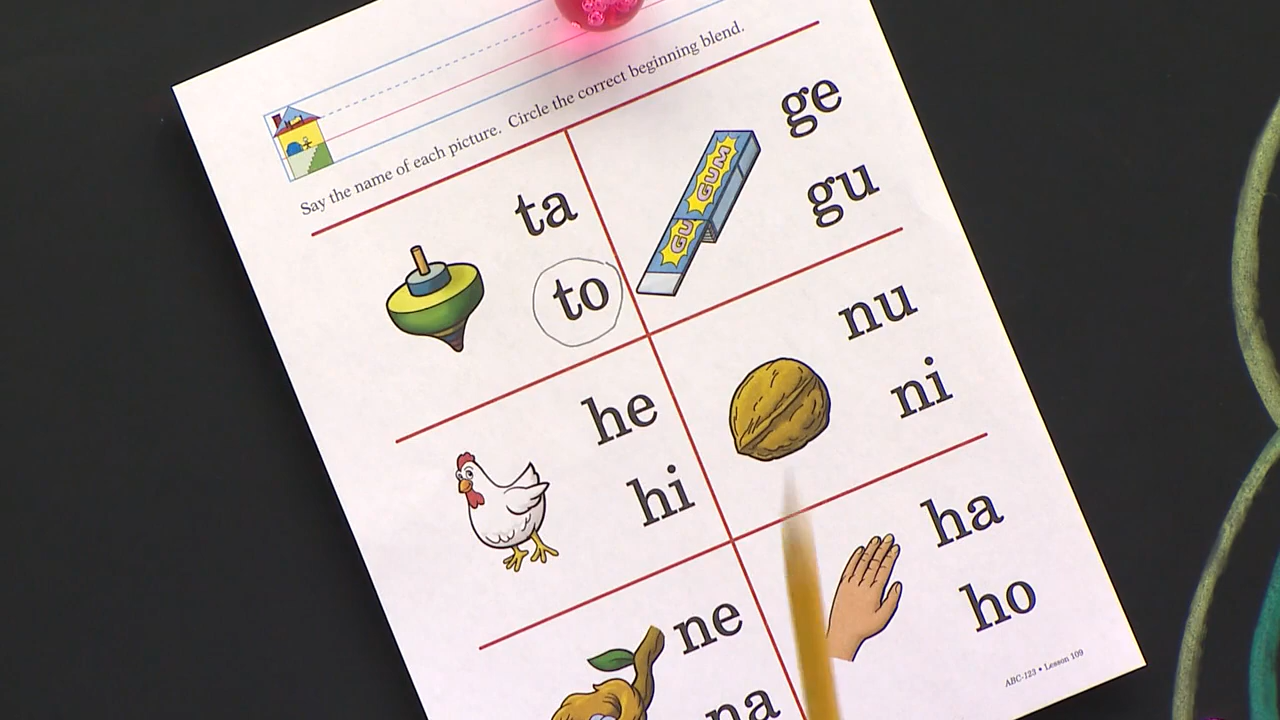 Say the name of each picture. Circle the correct beginning blend.
ta
to
GUM
GU
ge
gu
he
hi
nu
ni
ne
na
ha
ho
ABC-123 • Lesson 109